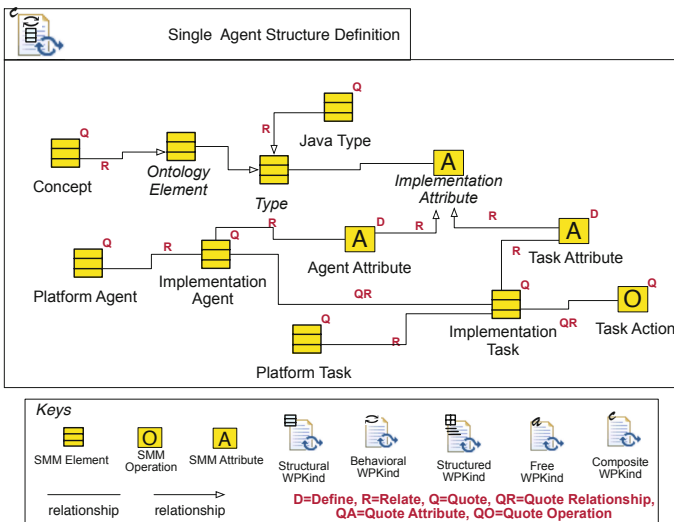 Single Agent Structure Definition
Q
Java Type
R
Q
Concept
R
Ontology
Element
Type
A
Implementation
Attribute
Q
Platform Agent
R
Q
Implementation
Agent
R
A
D
Agent Attribute
R
R
A
D
Task Attribute
R
QR
Q
Implementation
Task
QR
O
Q
Task Action
Q
Platform Task
R
Keys
SMM Element
O
SMM
Operation
A
SMM Attribute
Structural
WPKind
Behavioral
WPKind
Structured
WPKind
a
Free
WPKind
Composite
WPKind
relationship
relationship
D=Define, R=Relate, Q=Quote, QR=Quote Relationship,
QA=Quote Attribute, QO=Quote Operation